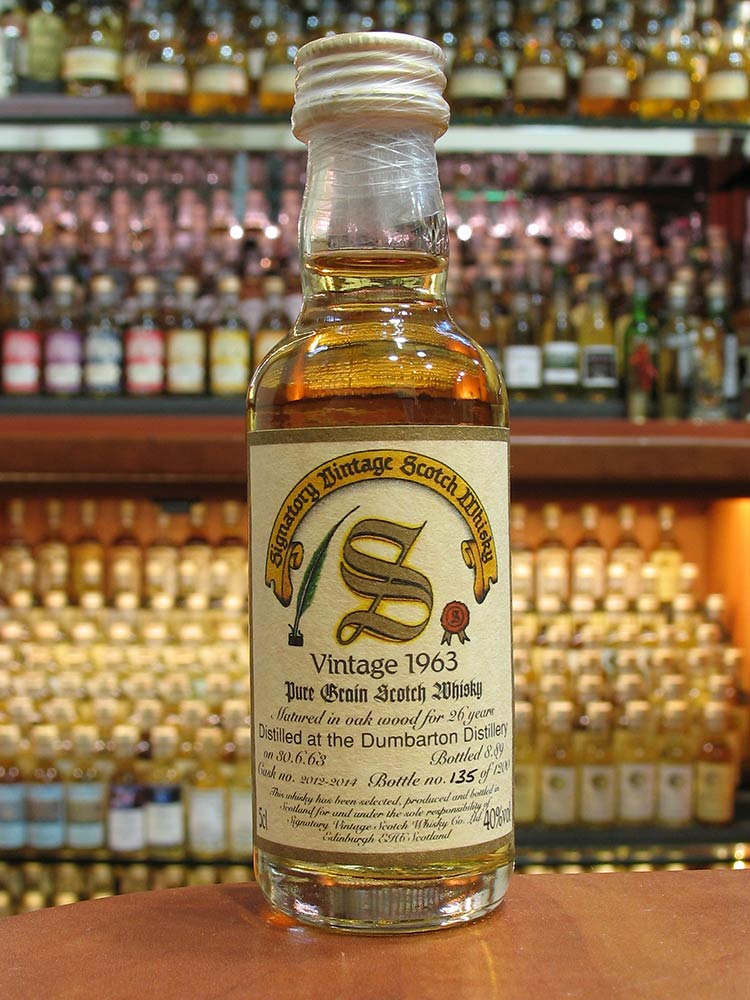 Signatory Vintage Scotch Whisky
S
S
Vintage 1963
Pure Grain Scotch Whisky
Matured in oak wood for 26 years
Distilled at the Dumbarton Distillery
on 30.6.63 Bottled 8.89
Cask no. 2012-2014 Bottle no. 135 of 1200
This whisky has been selected, produced and bottled in
Scotland for and under the sole responsibility of
5cl Signatory Vintage Scotch Whisky Co. Ltd 40%vol
Edinburgh EH6 Scotland